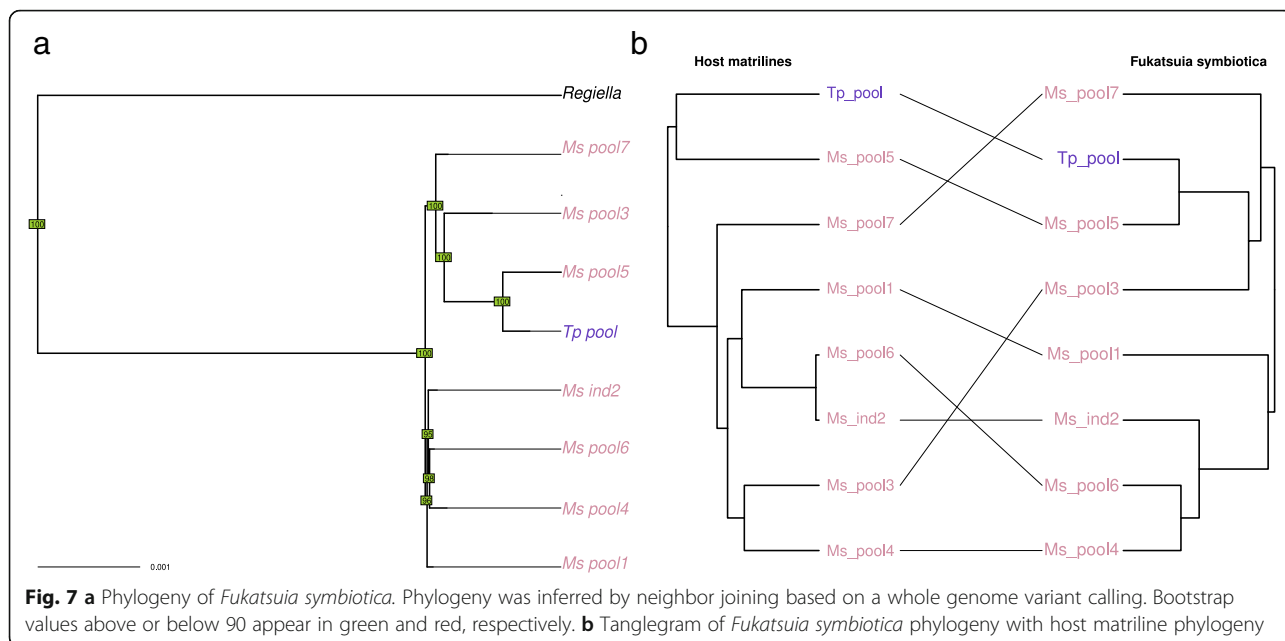 a
Regiella
Ms pool7
Ms pool3
Ms pool5
Tp pool
Ms ind2
Ms pool6
Ms pool4
Ms pool1
100
100
100
100
100
95
98
96
0.001
b
Host matrilines
Fukatsuia symbiotica
Tp_pool
Ms_pool5
Ms_pool7
Ms_pool1
Ms_pool6
Ms_ind2
Ms_pool3
Ms_pool4
Ms_pool7
Tp_pool
Ms_pool5
Ms_pool3
Ms_pool1
Ms_ind2
Ms_pool6
Ms_pool4
Fig. 7 a Phylogeny of Fukatsuia symbiotica. Phylogeny was inferred by neighbor joining based on a whole genome variant calling. Bootstrap
values above or below 90 appear in green and red, respectively. b Tanglegram of Fukatsuia symbiotica phylogeny with host matriline phylogeny